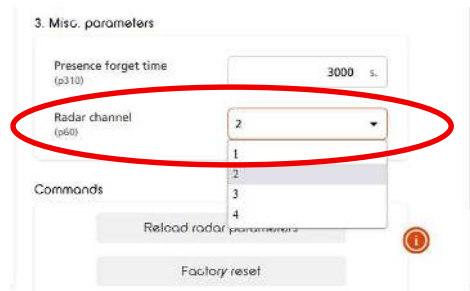 3. Misc. parameters
Presence forget time
(p310)
3000 s.
Radar channel
(p60)
2
1
2
3
4
Commands
Reload radar parameters
Factory reset
i